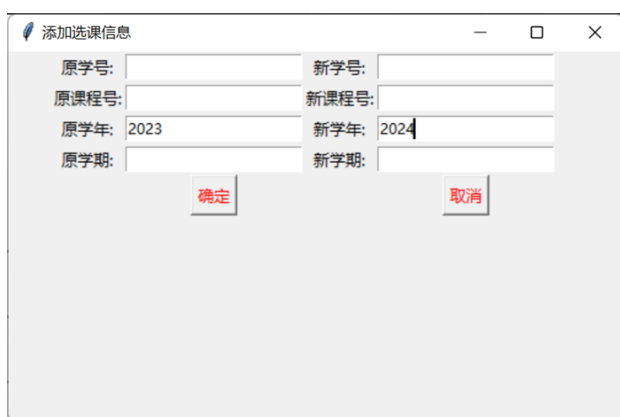 添加选课信息
原学号: 新学号:
原课程号: 新课程号:
原学年: 2023 新学年: 2024
原学期: 新学期:
确定 取消